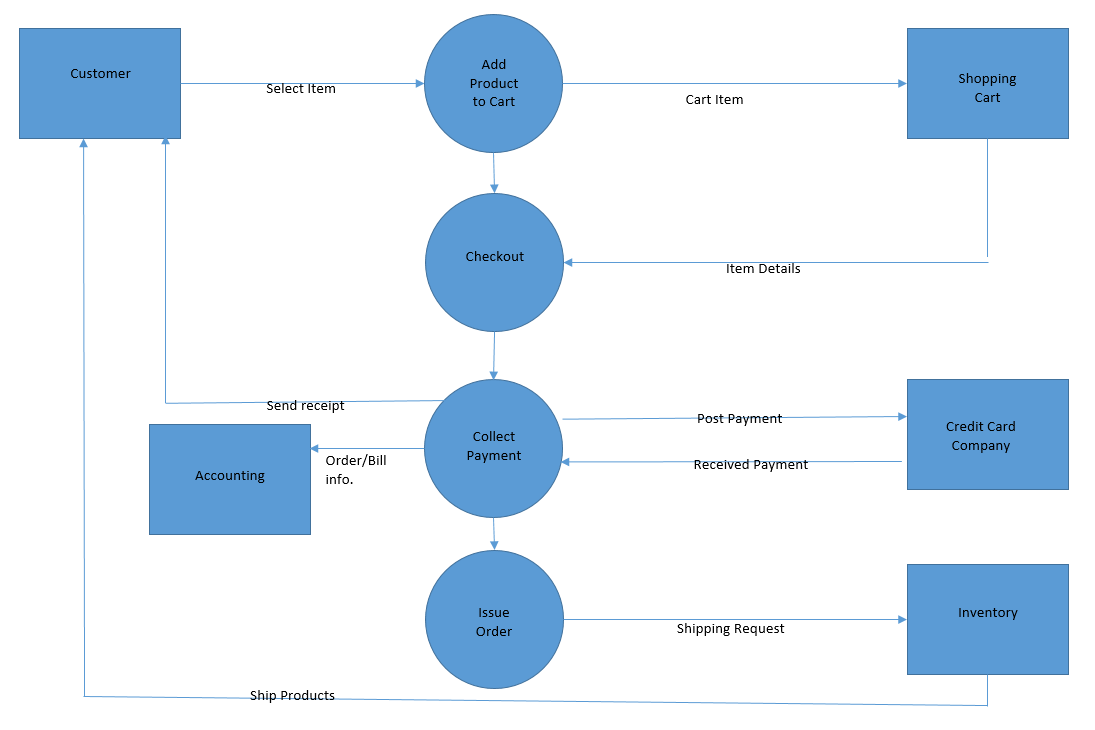 Customer
Select Item
Add
Product
to Cart
Cart Item
Shopping
Cart
Checkout
Item Details
Send receipt
Accounting
Order/Bill
info.
Collect
Payment
Post Payment
Received Payment
Credit Card
Company
Issue
Order
Shipping Request
Inventory
Ship Products